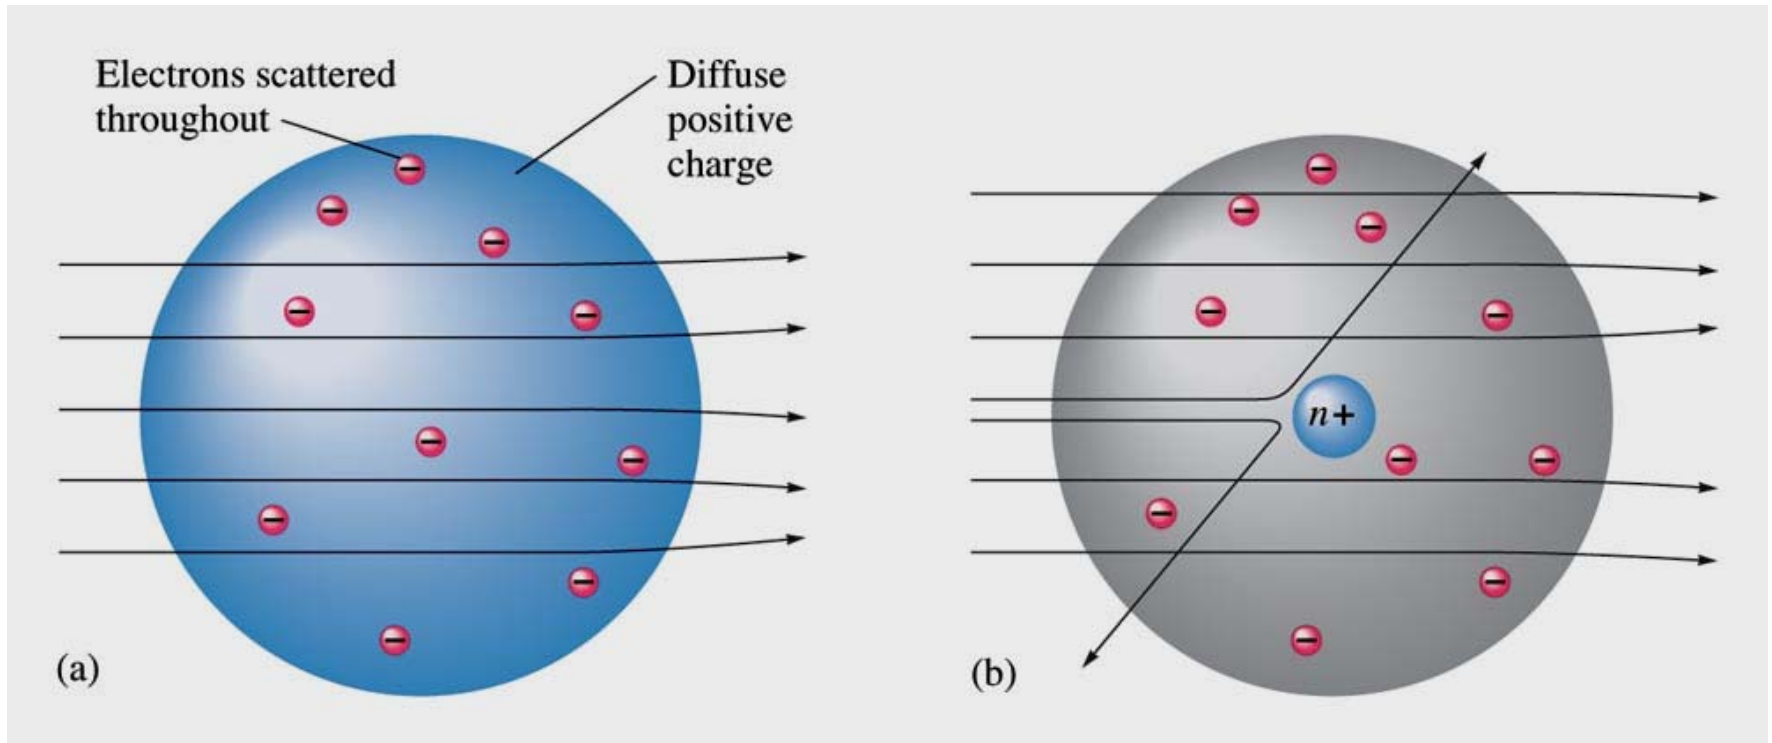 Electrons scattered
throughout
Diffuse
positive
charge
n+
(a)
(b)